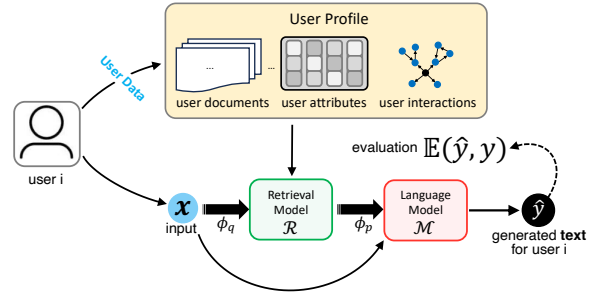 User Profile
...
...
user documents
user attributes
user interactions
User Data
user i
evaluation 𝔼(ŷ, y)
x
input
ϕq
Retrieval
Model
ℛ
ϕp
Language
Model
ℳ
ŷ
generated text
for user i